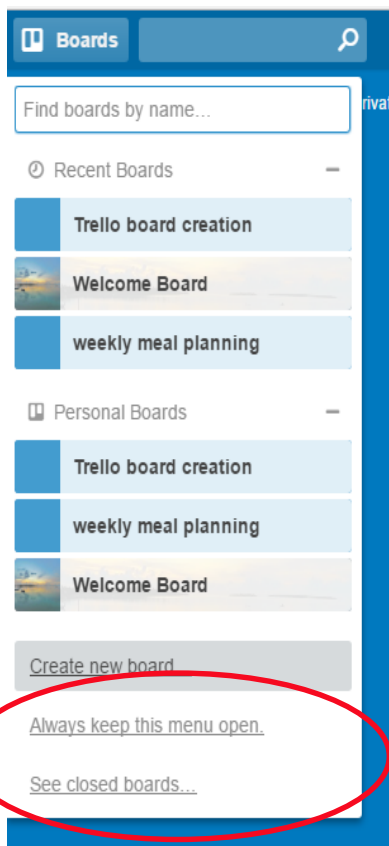 Boards
Find boards by name...
Recent Boards
Trello board creation
Welcome Board
weekly meal planning
Personal Boards
Trello board creation
weekly meal planning
Welcome Board
Create new board
Always keep this menu open.
See closed boards...